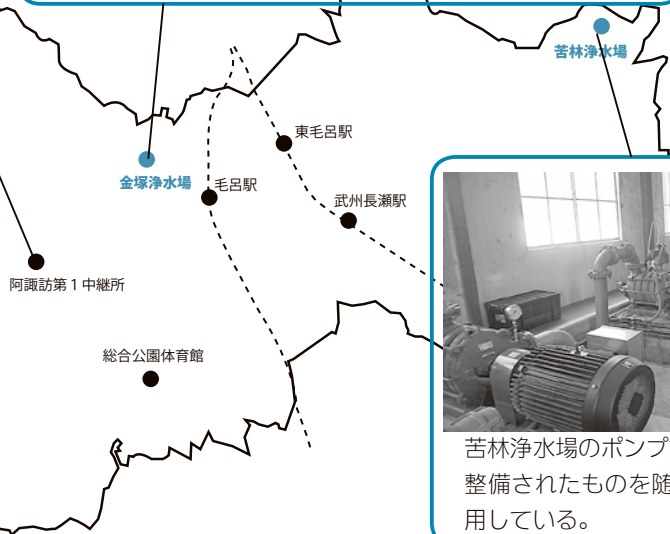 苦林浄水場
東毛呂駅
金塚浄水場
毛呂駅
武州長瀬駅
阿諏訪第1中継所
総合公園体育館
苦林浄水場のポンプ
整備されたものを随
用している。